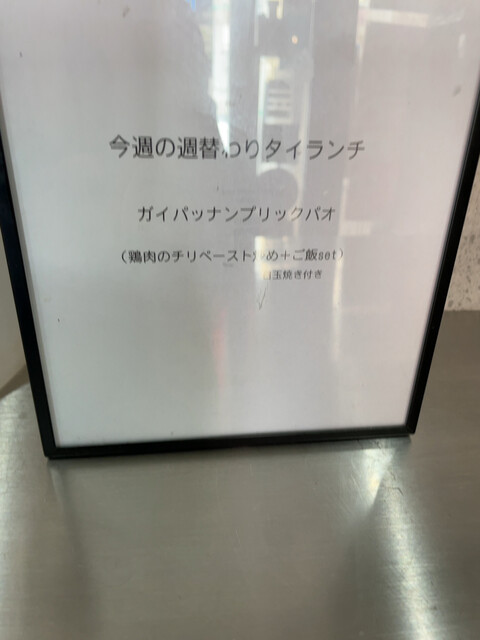 今週の週替わりタイランチ
ガイパッナンプリックパオ
(鶏肉のチリペースト炒め+ご飯set)
目玉焼き付き